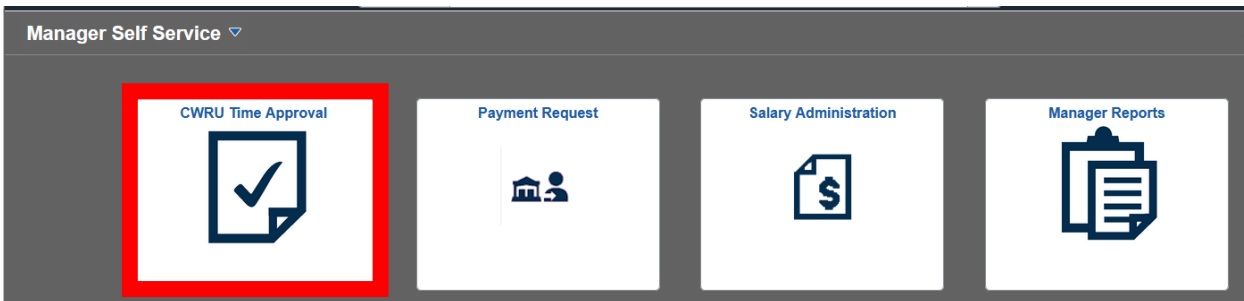 Manager Self Service
CWRU Time Approval
Payment Request
Salary Administration
Manager Reports
$